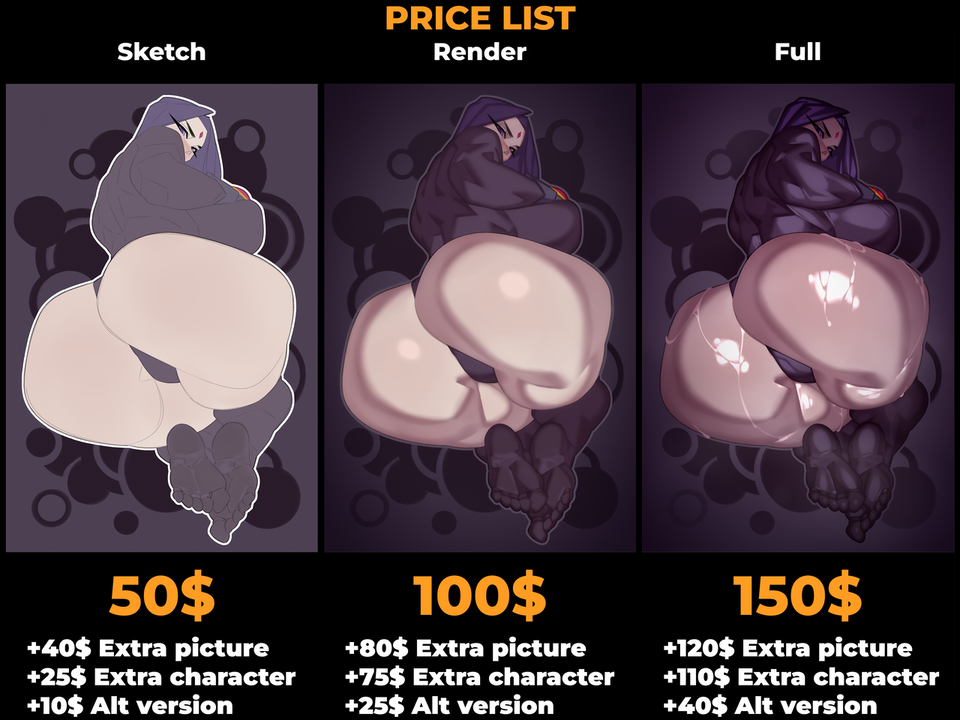 PRICE LIST
Sketch Render Full
50$ 100$ 150$
+40$ Extra picture +80$ Extra picture +120$ Extra picture
+25$ Extra character +75$ Extra character +110$ Extra character
+10$ Alt version +25$ Alt version +40$ Alt version